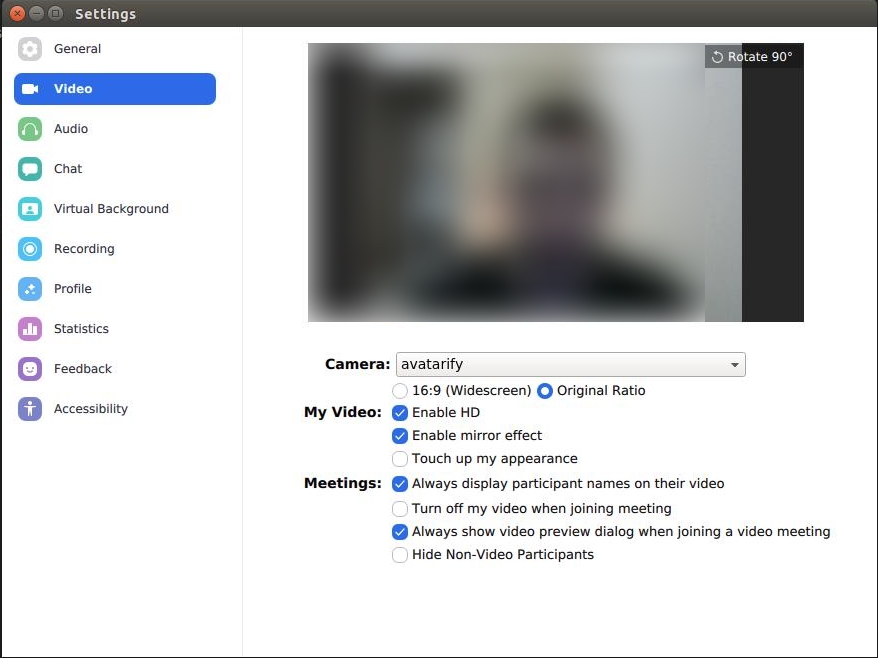 Settings
General
Video
Audio
Chat
Virtual Background
Recording
Profile
Statistics
Feedback
Accessibility
Rotate 90°
Camera: avatarify
16:9 (Widescreen) Original Ratio
My Video: Enable HD
Enable mirror effect
Touch up my appearance
Meetings: Always display participant names on their video
Turn off my video when joining meeting
Always show video preview dialog when joining a video meeting
Hide Non-Video Participants